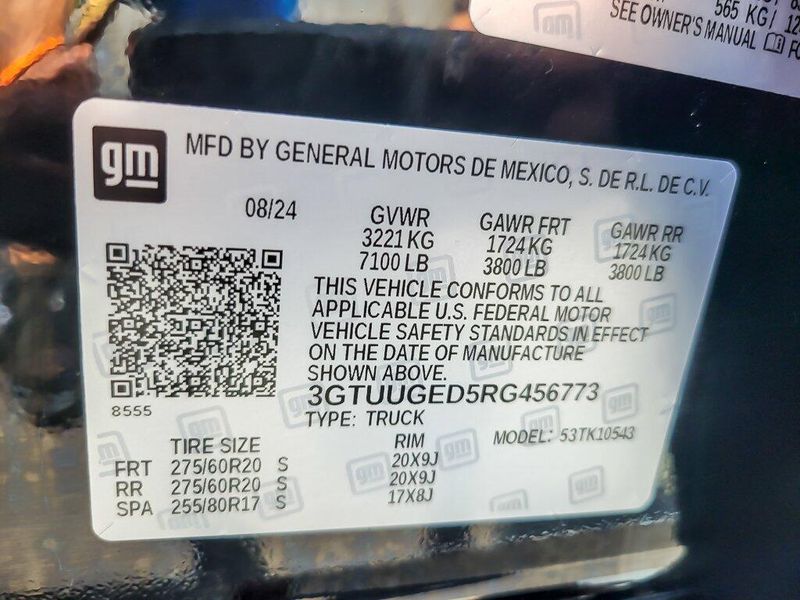 565 KG/
SEE OWNER'S MANUAL
gm
MFD BY GENERAL MOTORS DE MEXICO, S. DE R.L. DE C.V.
08/24 GVWR GAWR FRT GAWR RR
3221 KG 1724 KG 1724 KG
7100 LB 3800 LB 3800 LB
THIS VEHICLE CONFORMS TO ALL
APPLICABLE U.S. FEDERAL MOTOR
VEHICLE SAFETY STANDARDS IN EFFECT
ON THE DATE OF MANUFACTURE
SHOWN ABOVE.
3GTUUGED5RG456773
8555
TYPE: TRUCK
TIRE SIZE RIM MODEL: 53TK10543
FRT 275/60R20 S 20X9J
RR 275/60R20 S 20X9J
SPA 255/80R17 S 17X8J